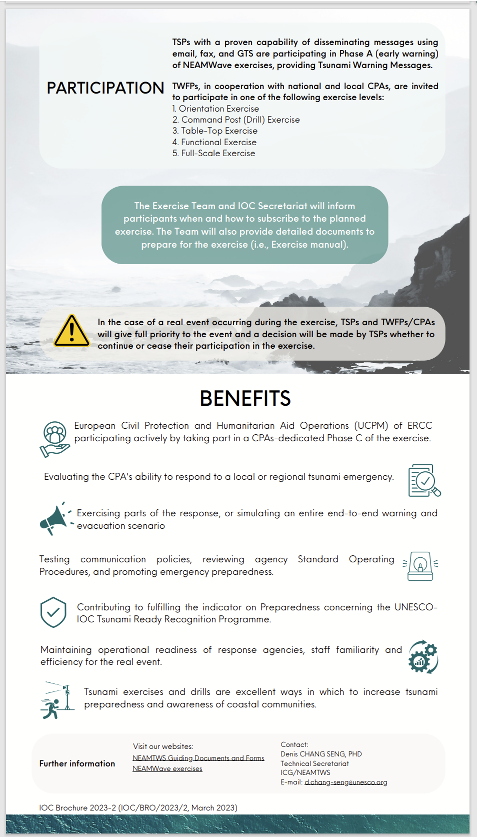 PARTICIPATION
TSPs with a proven capability of disseminating messages using
email, fax, and GTS are participating in Phase A (early warning)
of NEAMWave exercises, providing Tsunami Warning Messages.
TWFPs, in cooperation with national and local CPAs, are invited
to participate in one of the following exercise levels:
1. Orientation Exercise
2. Command Post (Drill) Exercise
3. Table-Top Exercise
4. Functional Exercise
5. Full-Scale Exercise
The Exercise Team and IOC Secretariat will inform
participants when and how to subscribe to the planned
exercise. The Team will also provide detailed documents to
prepare for the exercise (i.e., Exercise manual).
In the case of a real event occurring during the exercise, TSPs and TWFPs/CPAs
will give full priority to the event and a decision will be made by TSPs whether to
continue or cease their participation in the exercise.
BENEFITS
European Civil Protection and Humanitarian Aid Operations (UCPM) of ERCC
participating actively by taking part in a CPAs-dedicated Phase C of the exercise.
Evaluating the CPA's ability to respond to a local or regional tsunami emergency.
Exercising parts of the response, or simulating an entire end-to-end warning and
evacuation scenario
Testing communication policies, reviewing agency Standard Operating
Procedures, and promoting emergency preparedness.
Contributing to fulfilling the indicator on Preparedness concerning the UNESCO-
IOC Tsunami Ready Recognition Programme.
Maintaining operational readiness of response agencies, staff familiarity and
efficiency for the real event.
Tsunami exercises and drills are excellent ways in which to increase tsunami
preparedness and awareness of coastal communities.
Further information
Visit our websites:
NEAMTWS Guiding Documents and Forms
NEAMWave exercises
Contact:
Denis CHANG SENG, PHD
Technical Secretariat
ICG/NEAMTWS
E-mail: d.chang-seng@unesco.org
IOC Brochure 2023-2 (IOC/BRO/2023/2, March 2023)